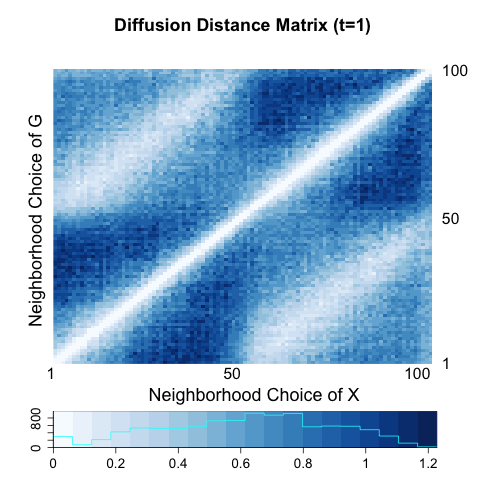 Diffusion Distance Matrix (t=1)
Neighborhood Choice of G
100
50
1
1 50 100
Neighborhood Choice of X
800
0
0 0.2 0.4 0.6 0.8 1 1.2